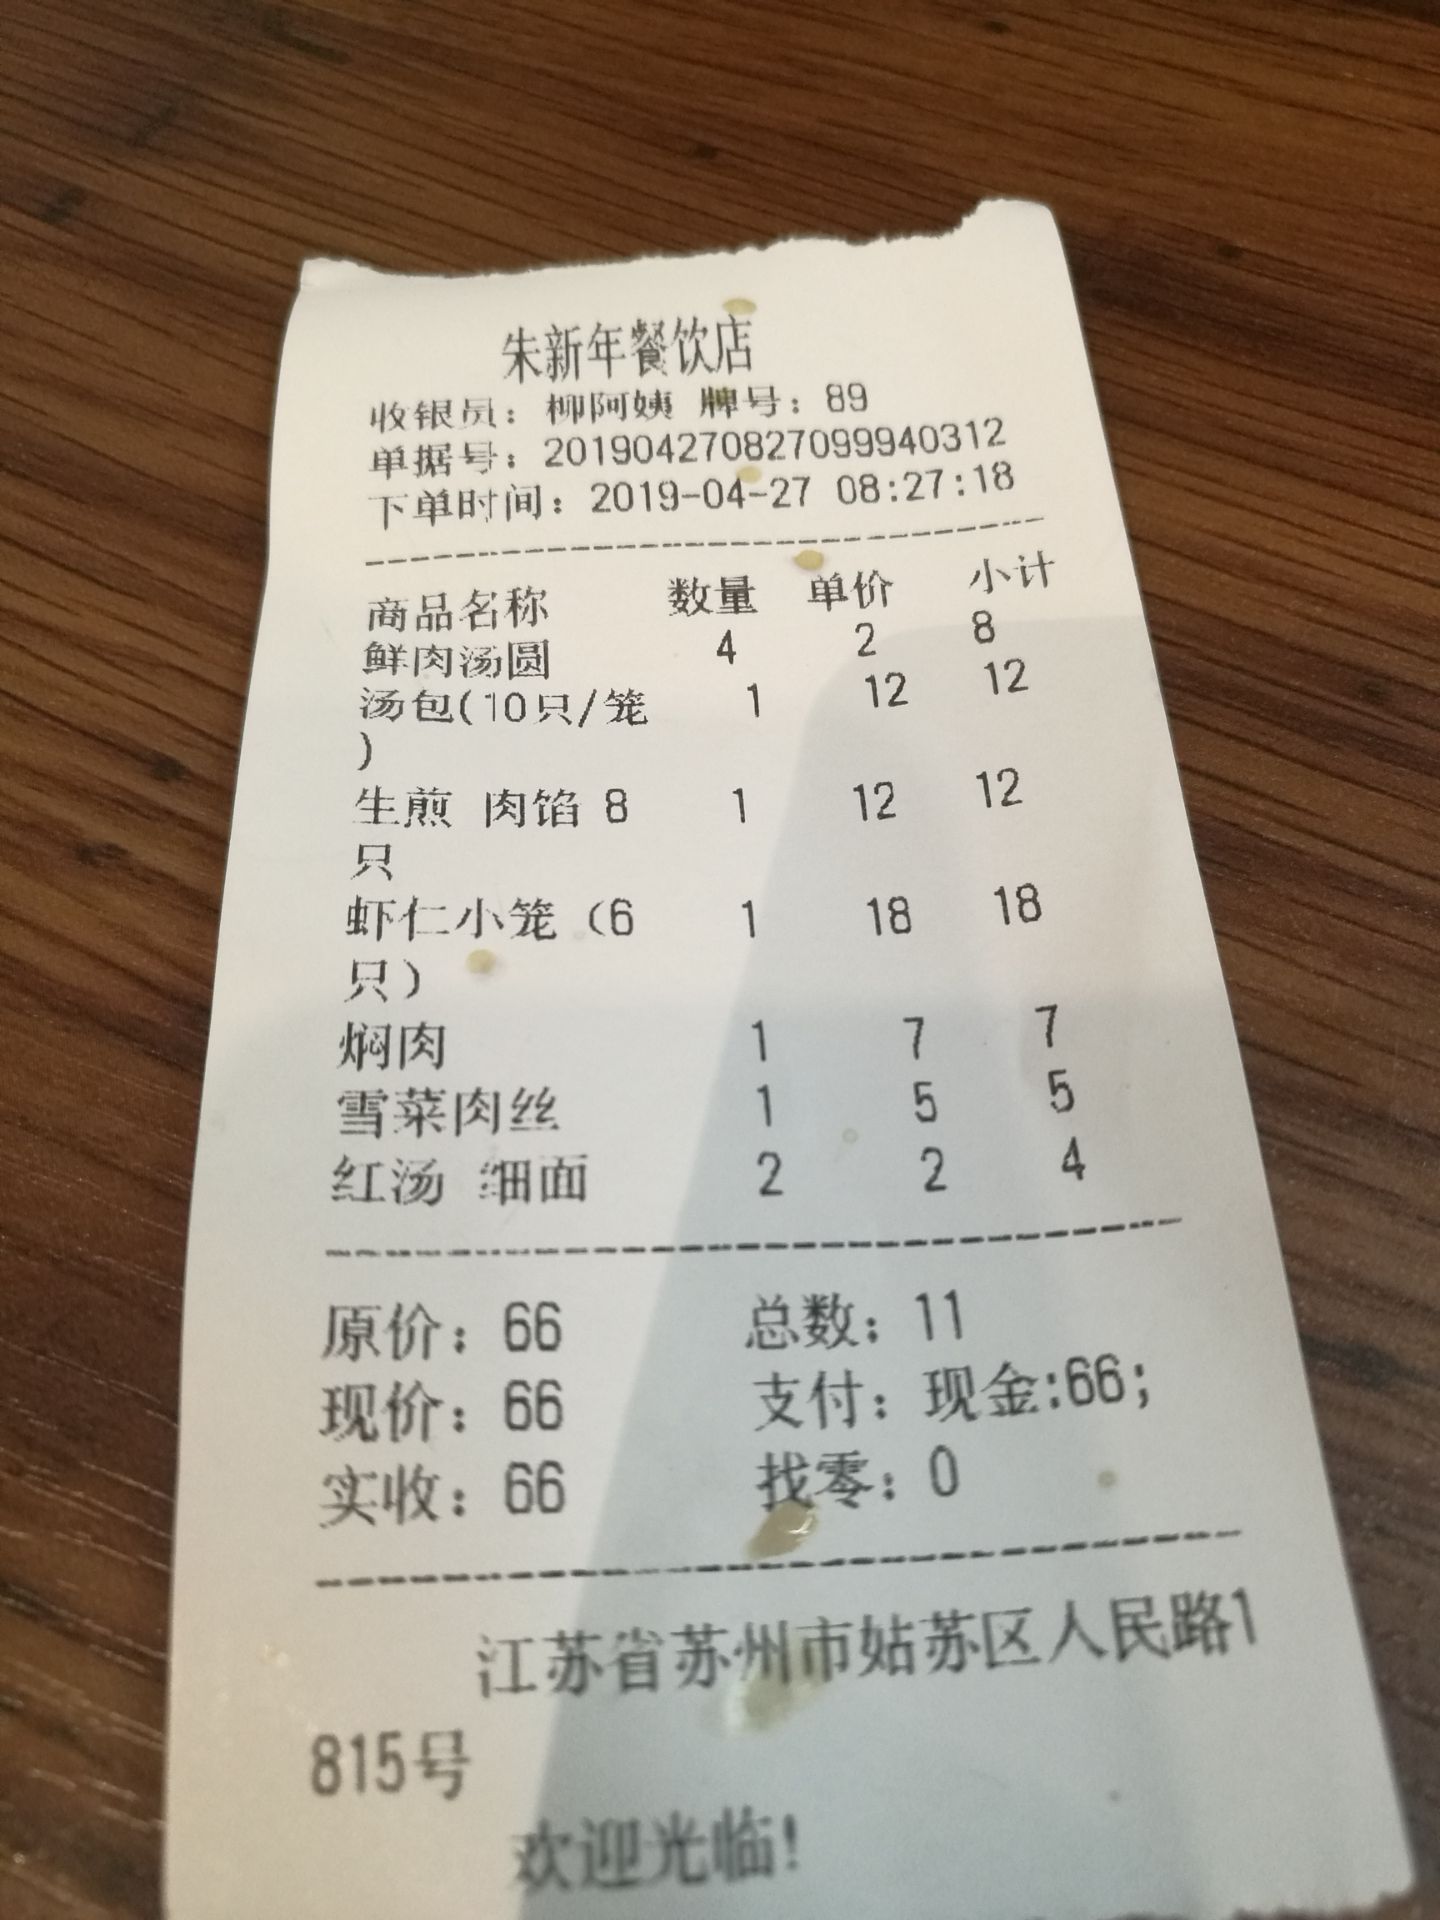 朱新年餐饮店
收银员：柳阿姨 牌号：89
单据号：20190427082709994​0312
下单时间：2019-04-27 08:27:18
商品名称 数量 单价 小计
鲜肉汤圆 4 2 8
汤包(10只/笼 1 12 12
)
生煎 肉馅 8 1 12 12
只
虾仁小笼（6 1 18 18
只）
焖肉 1 7 7
雪菜肉丝 1 5 5
红汤 细面 2 2 4
原价：66 总数：11
现价：66 支付：现金:66;
实收：66 找零：0
江苏省苏州市姑苏区人民路1
815号
欢迎光临!